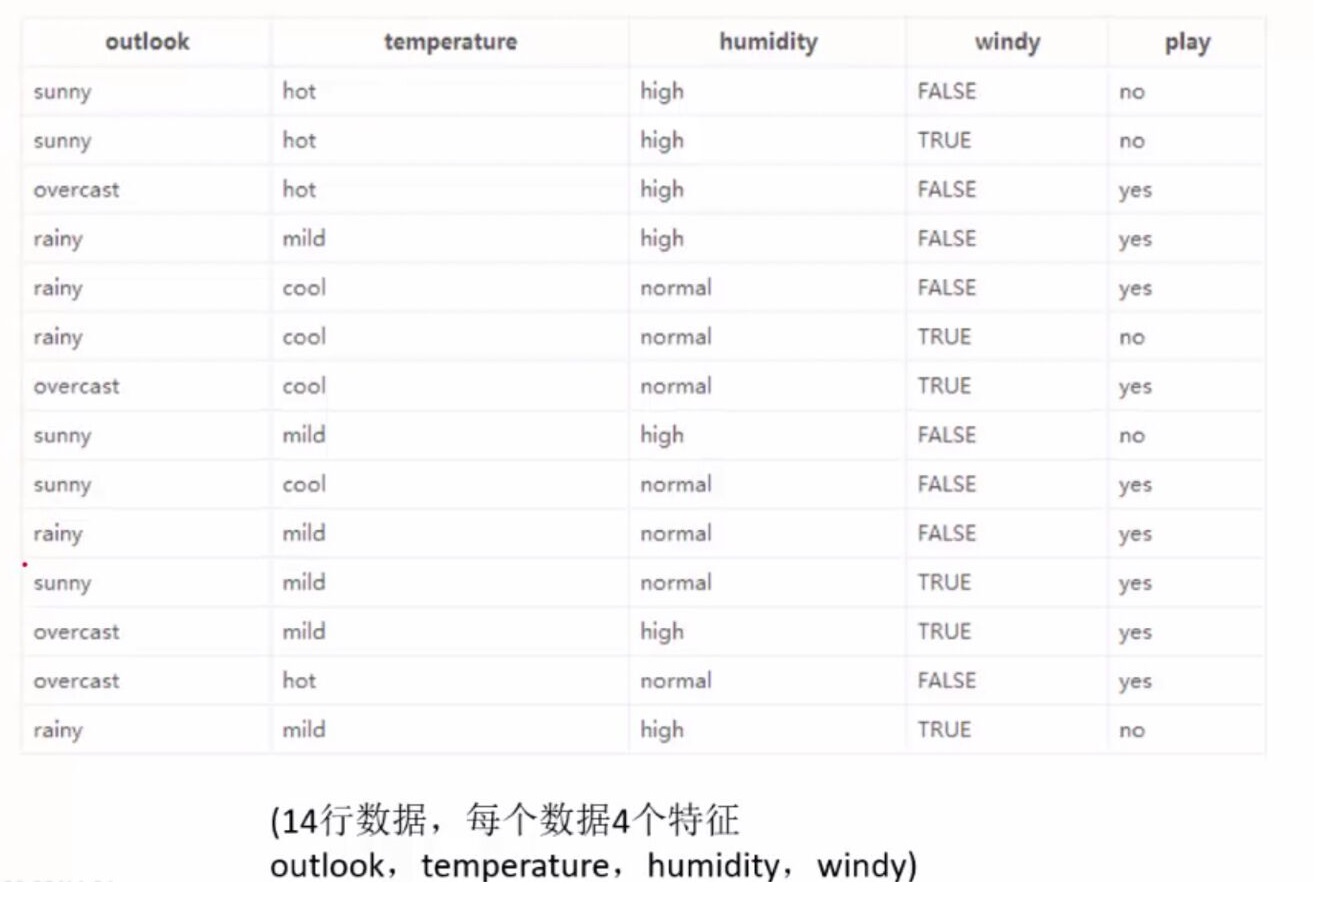 outlook temperature humidity windy play
sunny hot high FALSE no
sunny hot high TRUE no
overcast hot high FALSE yes
rainy mild high FALSE yes
rainy cool normal FALSE yes
rainy cool normal TRUE no
overcast cool normal TRUE yes
sunny mild high FALSE no
sunny cool normal FALSE yes
rainy mild normal FALSE yes
sunny mild normal TRUE yes
overcast mild high TRUE yes
overcast hot normal FALSE yes
rainy mild high TRUE no
(14行数据，每个数据4个特征
outlook，temperature，humidity，windy)